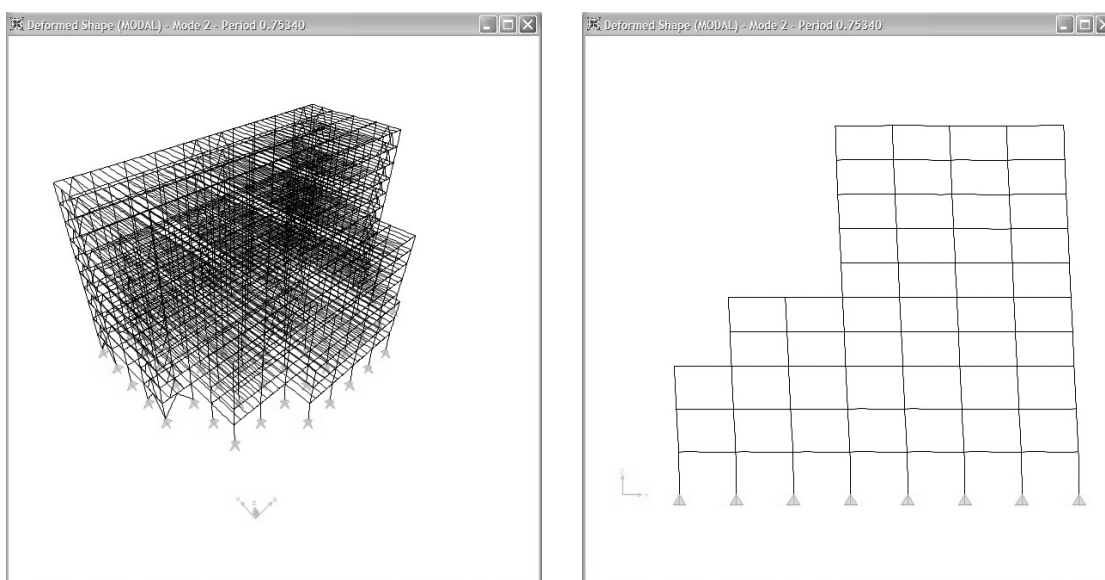 Deformed Shape (MODAL) - Mode 2 - Period 0.75340
Deformed Shape (MODAL) - Mode 2 - Period 0.75340
Y Z X
Z
Y